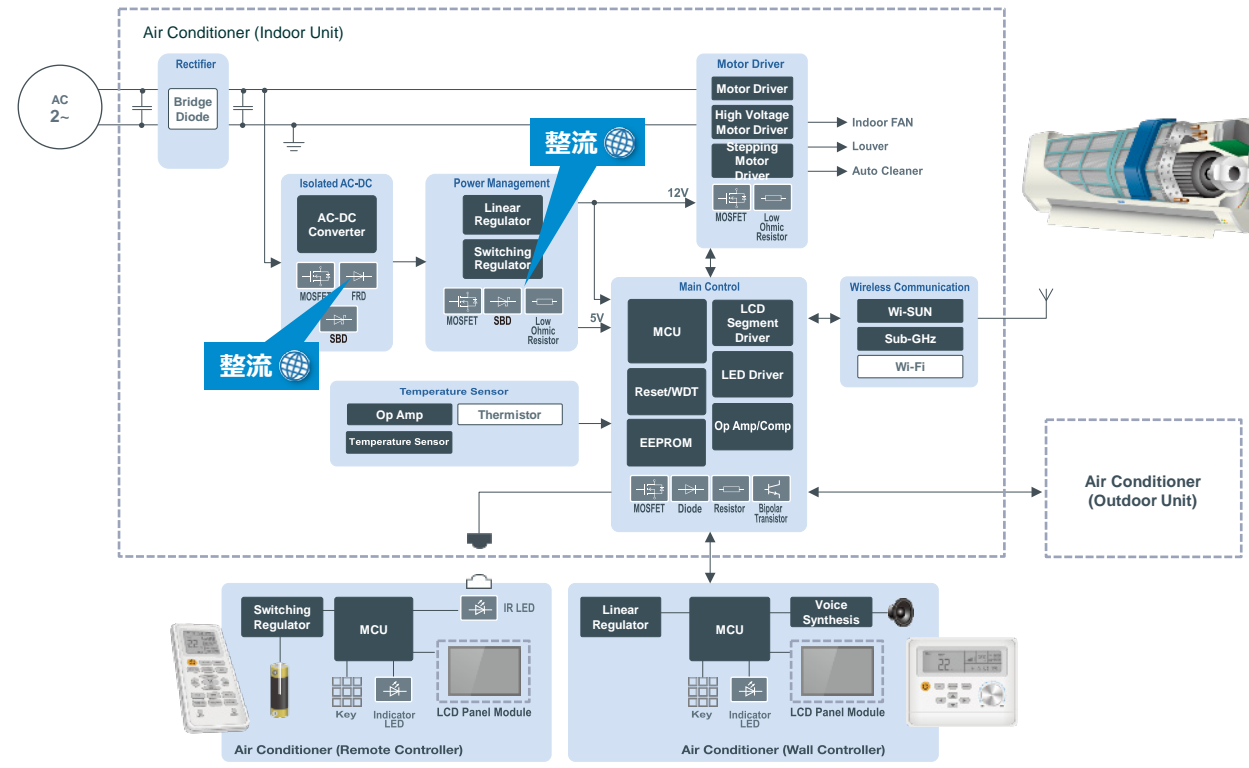 Air Conditioner (Indoor Unit)
Rectifier
Bridge
Diode
AC
2~
Motor Driver
Motor Driver
High Voltage
Motor Driver
Stepping
Motor
Driver
Indoor FAN
Louver
Auto Cleaner
MOSFET
Low
Ohmic
Resistor
整流
Isolated AC-DC
AC-DC
Converter
MOSFET
FRD
SBD
整流
Power Management
Linear
Regulator
Switching
Regulator
MOSFET
SBD
Low
Ohmic
Resistor
12V
5V
Main Control
MCU
LCD
Segment
Driver
Reset/WDT
LED Driver
EEPROM
Op Amp/Comp
MOSFET
Diode
Resistor
Bipolar
Transistor
Wireless Communication
Wi-SUN
Sub-GHz
Wi-Fi
Temperature Sensor
Op Amp
Thermistor
Temperature Sensor
Air Conditioner
(Outdoor Unit)
Switching
Regulator
MCU
IR LED
Key
Indicator
LED
LCD Panel Module
Air Conditioner (Remote Controller)
Linear
Regulator
MCU
Voice
Synthesis
Key
Indicator
LED
LCD Panel Module
Air Conditioner (Wall Controller)
22
22